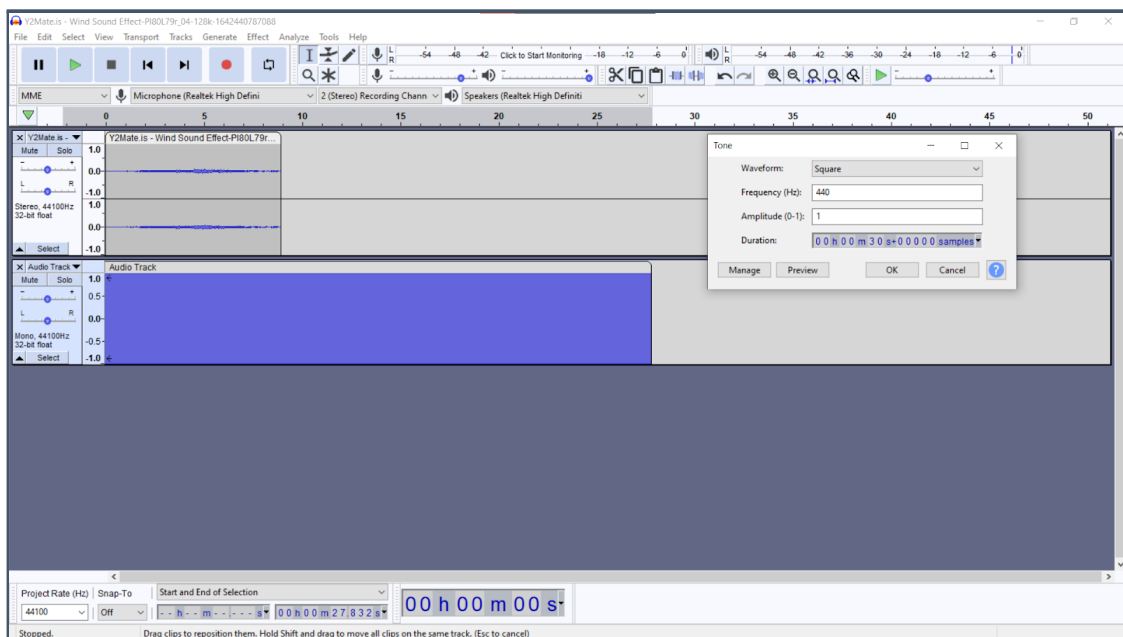 Y2Mate.is - Wind Sound Effect-PI80L79r_04-128k-1642440787088
File Edit Select View Transport Tracks Generate Effect Analyze Tools Help
L R -54 -48 -42 Click to Start Monitoring -18 -12 -6 0
L R -54 -48 -42 -36 -30 -24 -18 -12 -6 0
MME Microphone (Realtek High Defini 2 (Stereo) Recording Chann Speakers (Realtek High Definiti
0 5 10 15 20 25 30 35 40 45 50
Y2Mate.is -
Mute Solo
- +
L R
Stereo, 44100Hz
32-bit float
Select
1.0
0.0
-1.0
1.0
0.0
-1.0
Y2Mate.is - Wind Sound Effect-PI80L79r...
Audio Track
Mute Solo
- +
L R
Mono, 44100Hz
32-bit float
Select
1.0
0.5
0.0
-0.5
-1.0
Audio Track
Tone
Waveform: Square
Frequency (Hz): 440
Amplitude (0-1): 1
Duration: 00 h 00 m 30 s+00000 samples
Manage Preview OK Cancel ?
Project Rate (Hz) Snap-To Start and End of Selection
44100 Off -- h -- m --.--- s 00 h 00 m 27,832 s
00 h 00 m 00 s
Stopped. Drag clips to reposition them. Hold Shift and drag to move all clips on the same track. (Esc to cancel)